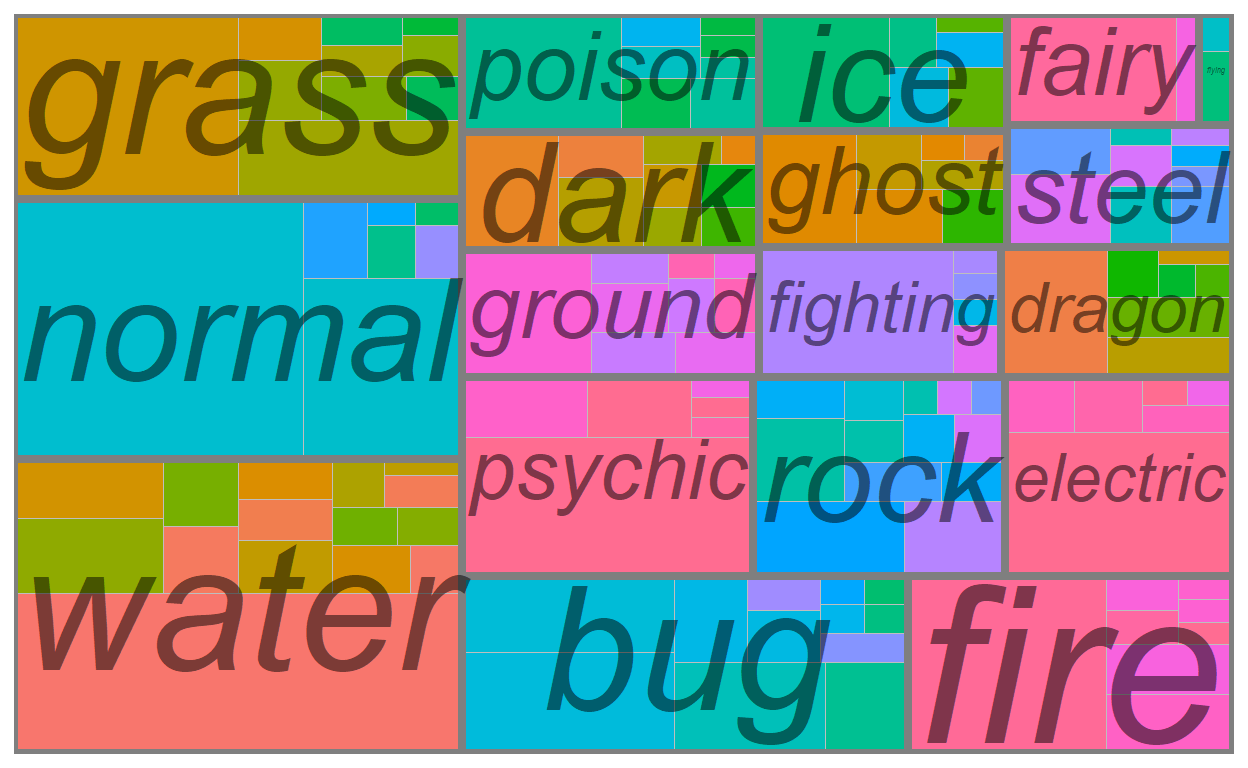 grass
poison
ice
fairy
flying
dark
ghost
steel
normal
ground
fighting
dragon
psychic
rock
electric
water
bug
fire